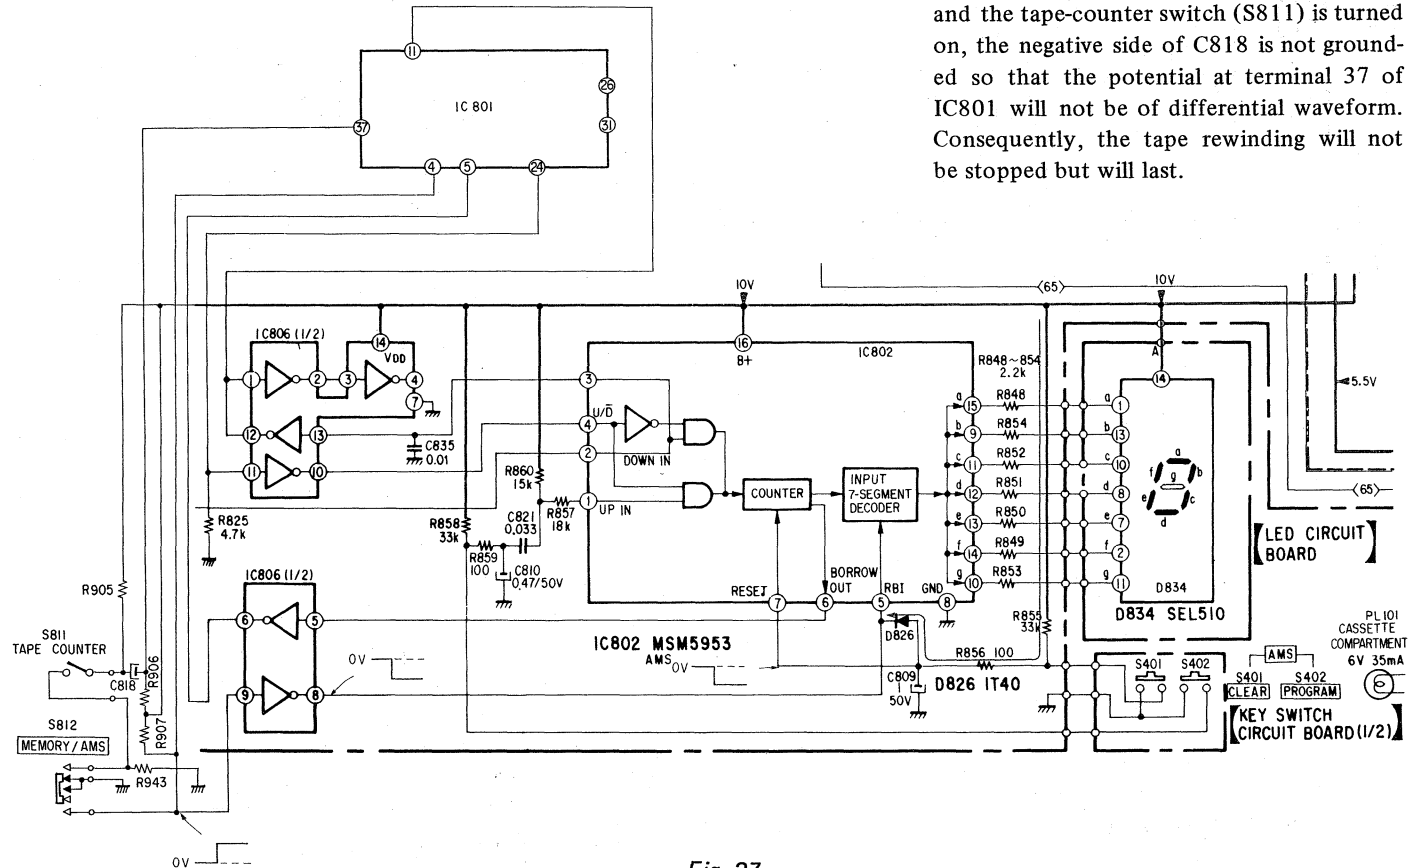 and the tape-counter switch (S811) is turned
on, the negative side of C818 is not ground-
ed so that the potential at terminal 37 of
IC801 will not be of differential waveform.
Consequently, the tape rewinding will not
be stopped but will last.
11
IC 801
26
37
31
4 5 24
10V
65
10V
IC806 (1/2)
14
VDD
16
B+
IC802
R848~854
2.2k
A
14
5.5V
1 2 3 4
7
3
U/D
4
2
DOWN IN
1
UP IN
12 13
C835
0.01
11 10
R860
15k
R857
18k
C821
0.033
R858
33k
R859
100
C810
0.47/50V
R825
4.7k
COUNTER
INPUT
7-SEGMENT
DECODER
a 15 R848 a 1
b 9 R854 b 13
c 11 R852 c 10
d 12 R851 d 8
e 13 R850 e 7
f 14 R849 f 2
g 10 R853 g 11
a
f b
g
e c
d
D834
D834 SEL510
65
LED CIRCUIT
BOARD
RESET
7
BORROW
OUT
6
RBI
5
GND
8
IC806 (1/2)
6 5
9 8
R905
S811
TAPE COUNTER
C818
R906
R907
0V
IC802 MSM5953
AMS
0V
D826
R855
33k
R856 100
D826 1T40
C809
1
50V
S401 S402
AMS
S401 S402
CLEAR PROGRAM
PL101
CASSETTE
COMPARTMENT
6V 35mA
KEY SWITCH
CIRCUIT BOARD (1/2)
S812
MEMORY / AMS
R943
0V